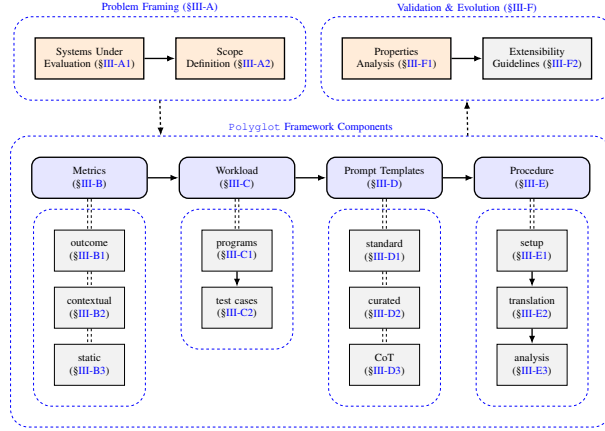 Problem Framing (§III-A)
Systems Under
Evaluation (§III-A1)
Scope
Definition (§III-A2)
Validation & Evolution (§III-F)
Properties
Analysis (§III-F1)
Extensibility
Guidelines (§III-F2)
Polyglot Framework Components
Metrics
(§III-B)
Workload
(§III-C)
Prompt Templates
(§III-D)
Procedure
(§III-E)
outcome
(§III-B1)
contextual
(§III-B2)
static
(§III-B3)
programs
(§III-C1)
test cases
(§III-C2)
standard
(§III-D1)
curated
(§III-D2)
CoT
(§III-D3)
setup
(§III-E1)
translation
(§III-E2)
analysis
(§III-E3)